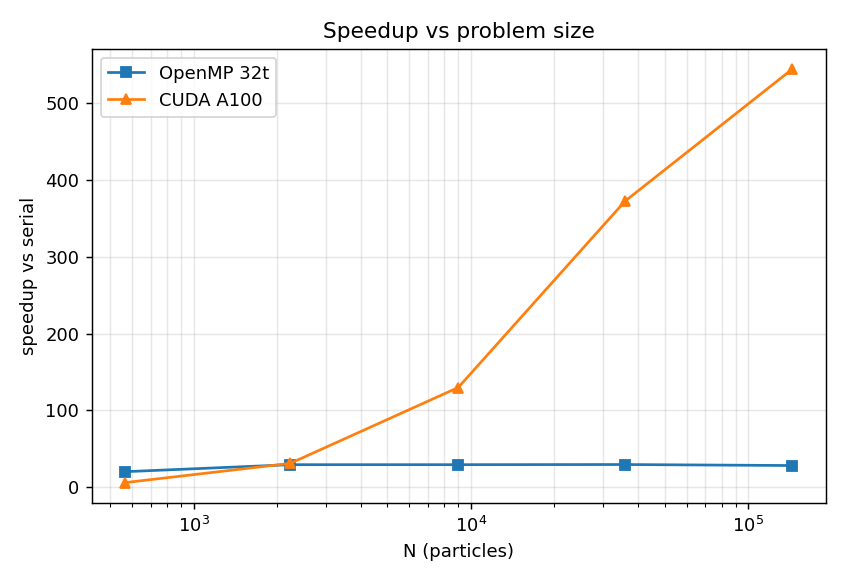 Speedup vs problem size
OpenMP 32t
CUDA A100
500
400
300
200
100
0
speedup vs serial
10³ 10⁴ 10⁵
N (particles)